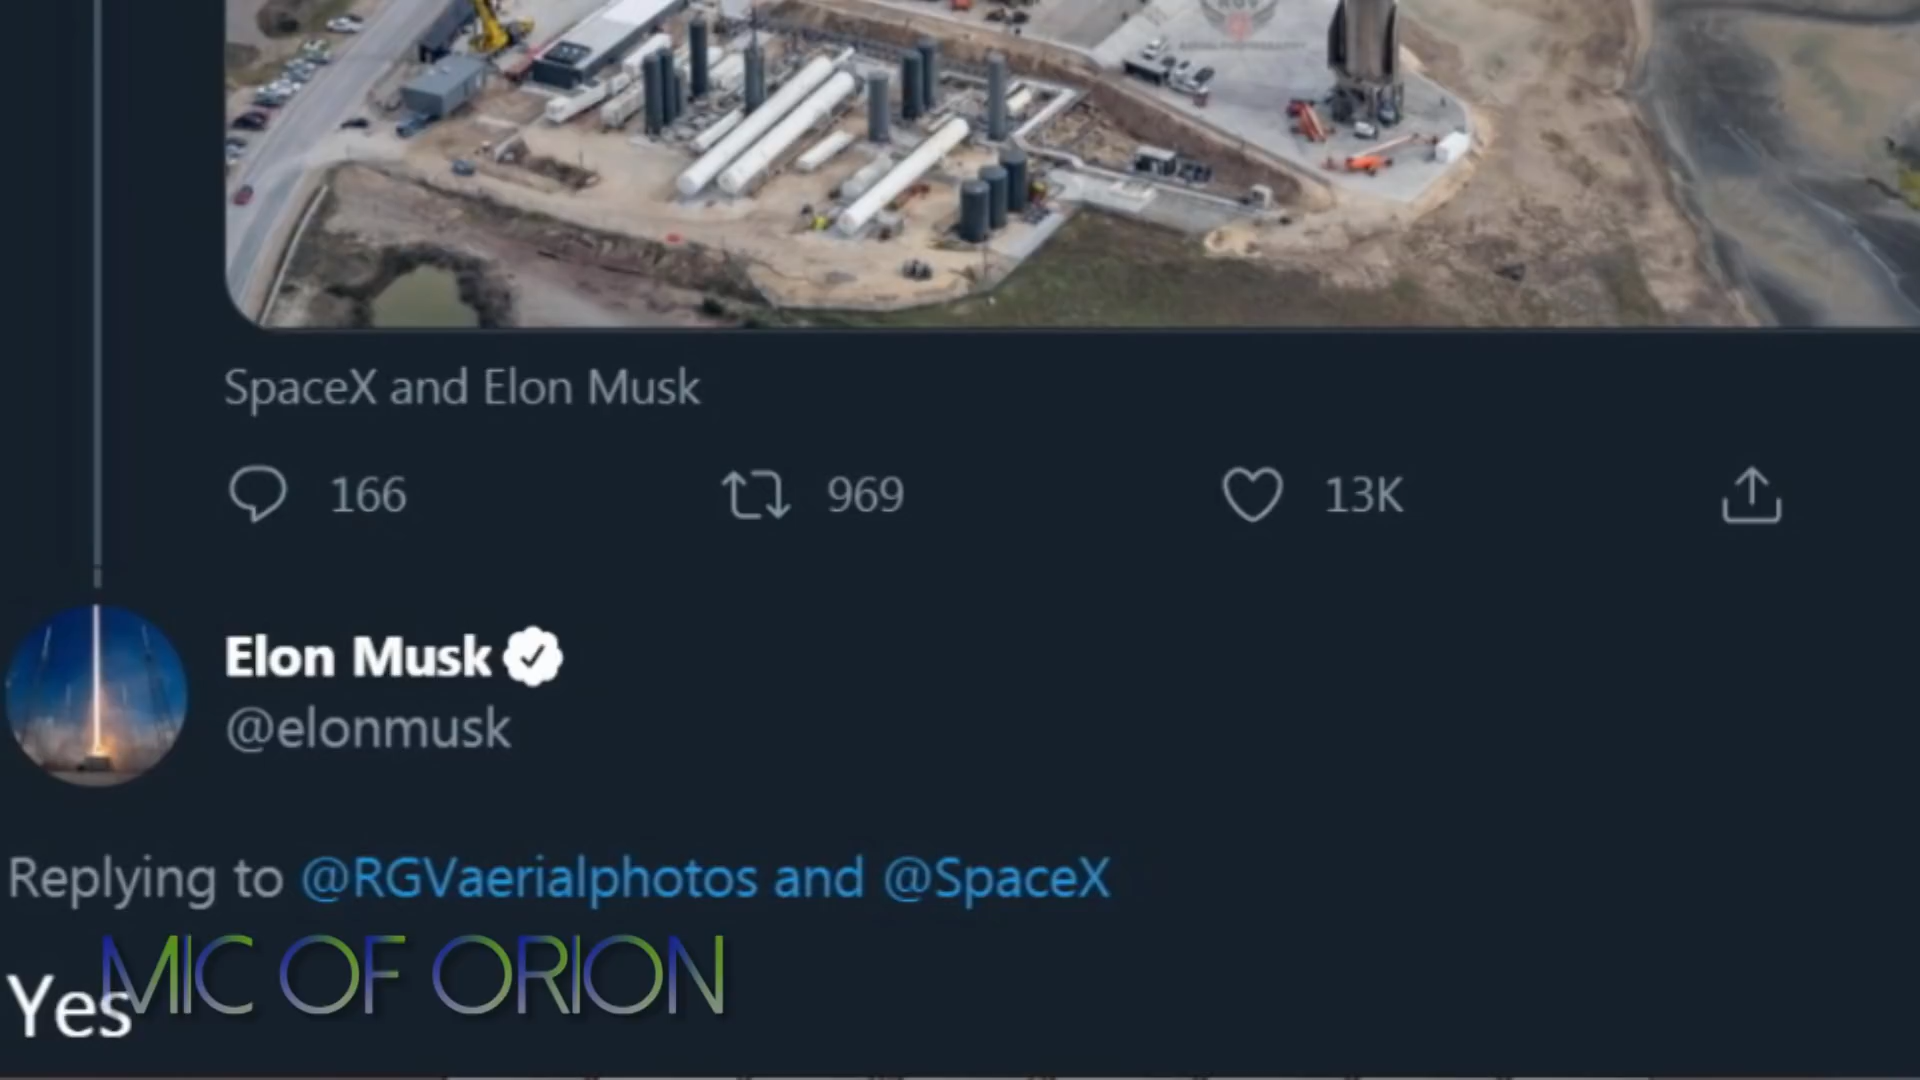 SpaceX and Elon Musk
166 969 13K
Elon Musk
@elonmusk
Replying to @RGVaerialphotos and @SpaceX
MIC OF ORION
Yes